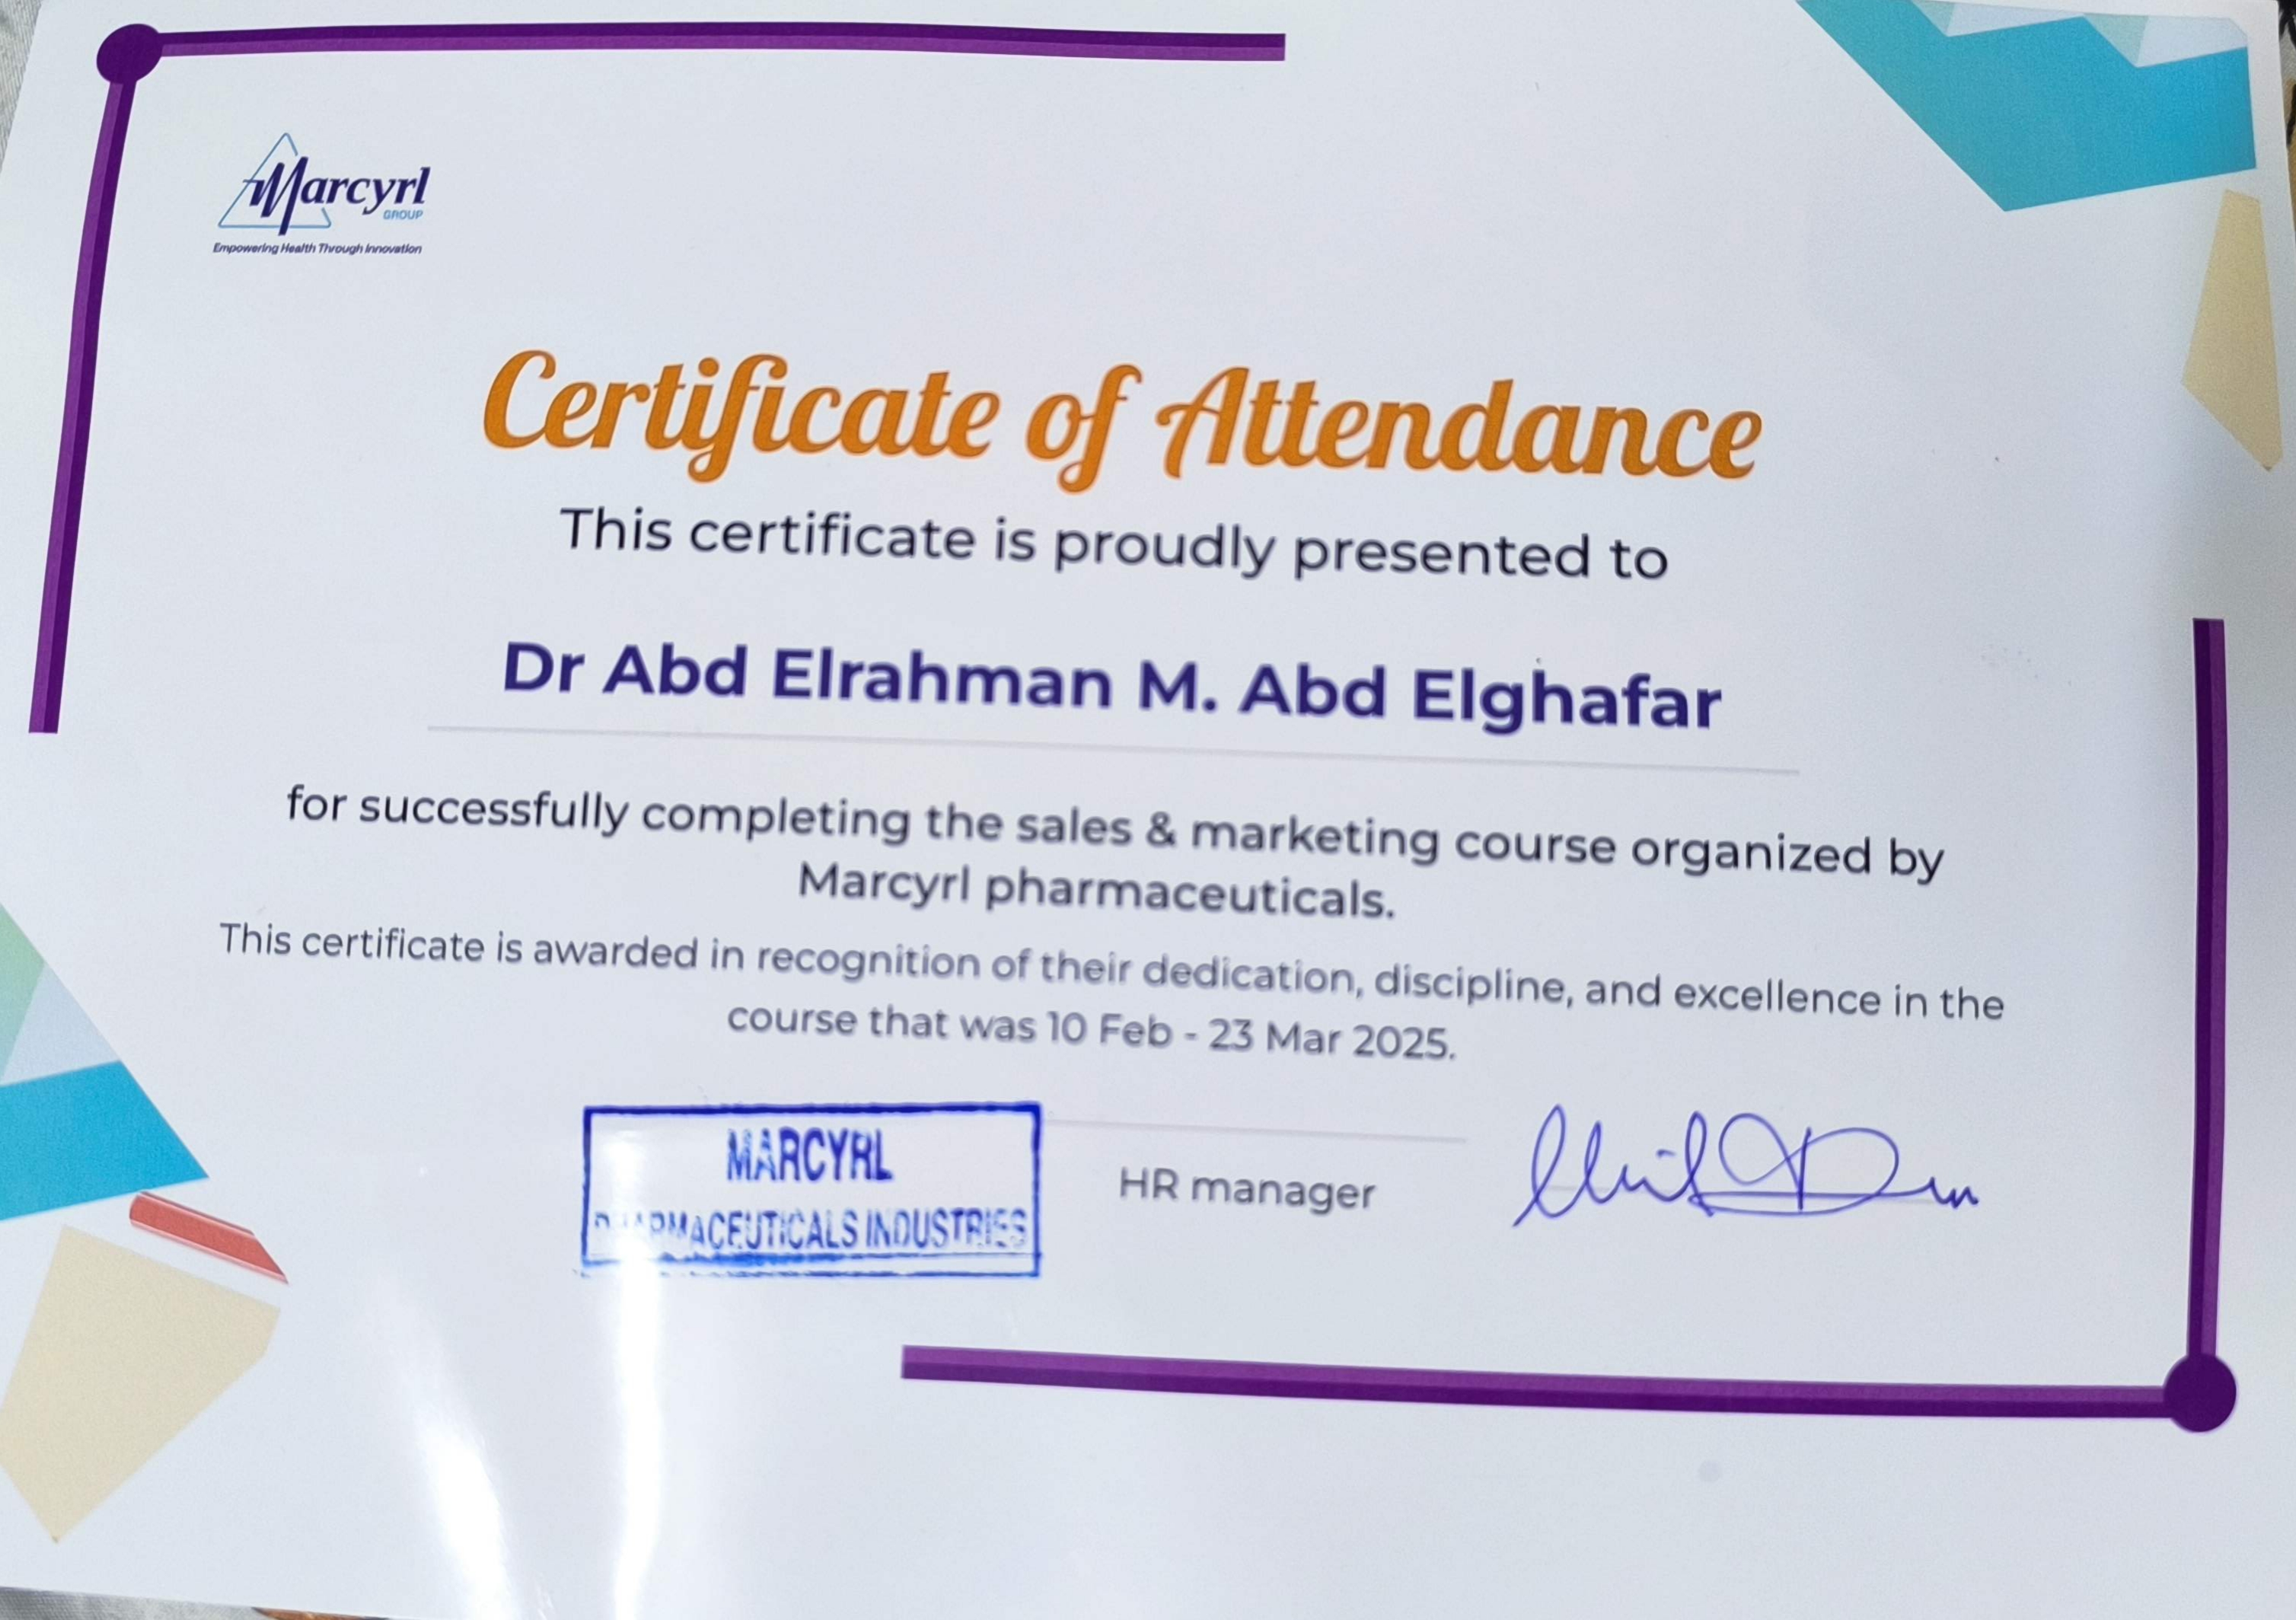 Marcyrl
GROUP
Empowering Health Through Innovation
Certificate of Attendance
This certificate is proudly presented to
Dr Abd Elrahman M. Abd Elghafar
for successfully completing the sales & marketing course organized by
Marcyrl pharmaceuticals.
This certificate is awarded in recognition of their dedication, discipline, and excellence in the
course that was 10 Feb - 23 Mar 2025.
MARCYRL
PHARMACEUTICALS INDUSTRIES
HR manager